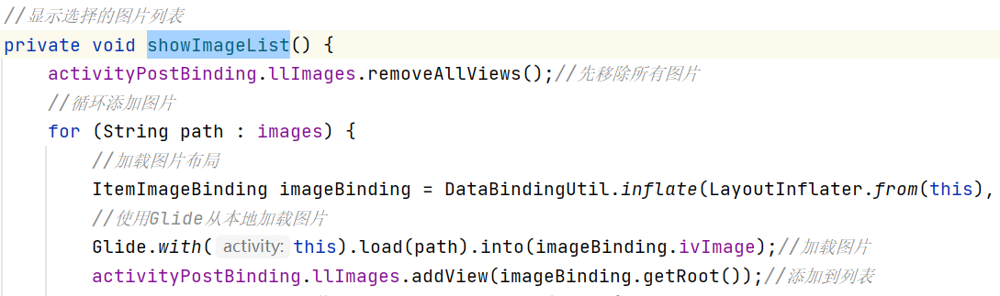 //显示选择的图片列表
private void showImageList() {
activityPostBinding.llImages.removeAllViews();//先移除所有图片
//循环添加图片
for (String path : images) {
//加载图片布局
ItemImageBinding imageBinding = DataBindingUtil.inflate(LayoutInflater.from(this),
//使用Glide从本地加载图片
Glide.with( activity: this).load(path).into(imageBinding.ivImage);//加载图片
activityPostBinding.llImages.addView(imageBinding.getRoot());//添加到列表